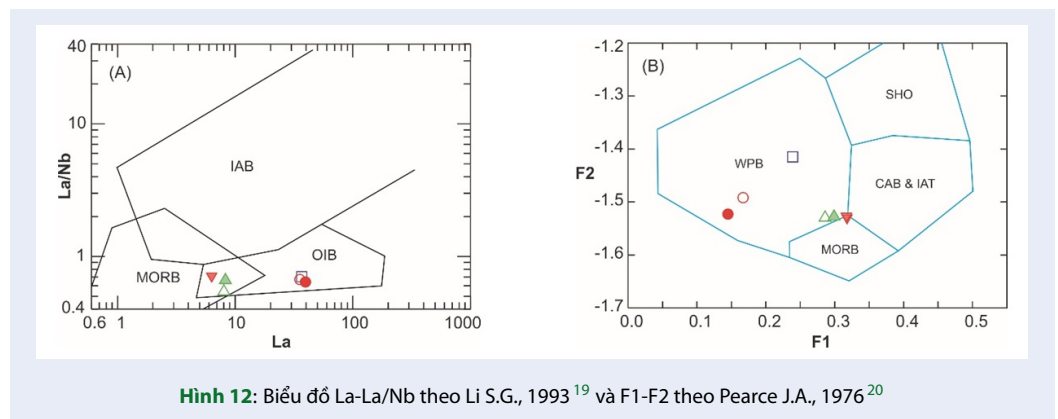 40
10
1
0.4
La/Nb
(A)
IAB
OIB
MORB
0.6 1 10 100 1000
La
-1.2
-1.3
-1.4
-1.5
-1.6
-1.7
F2
(B)
SHO
WPB
CAB & IAT
MORB
0.0 0.1 0.2 0.3 0.4 0.5
F1
Hình 12: Biểu đồ La-La/Nb theo Li S.G., 1993 19 và F1-F2 theo Pearce J.A., 1976 20